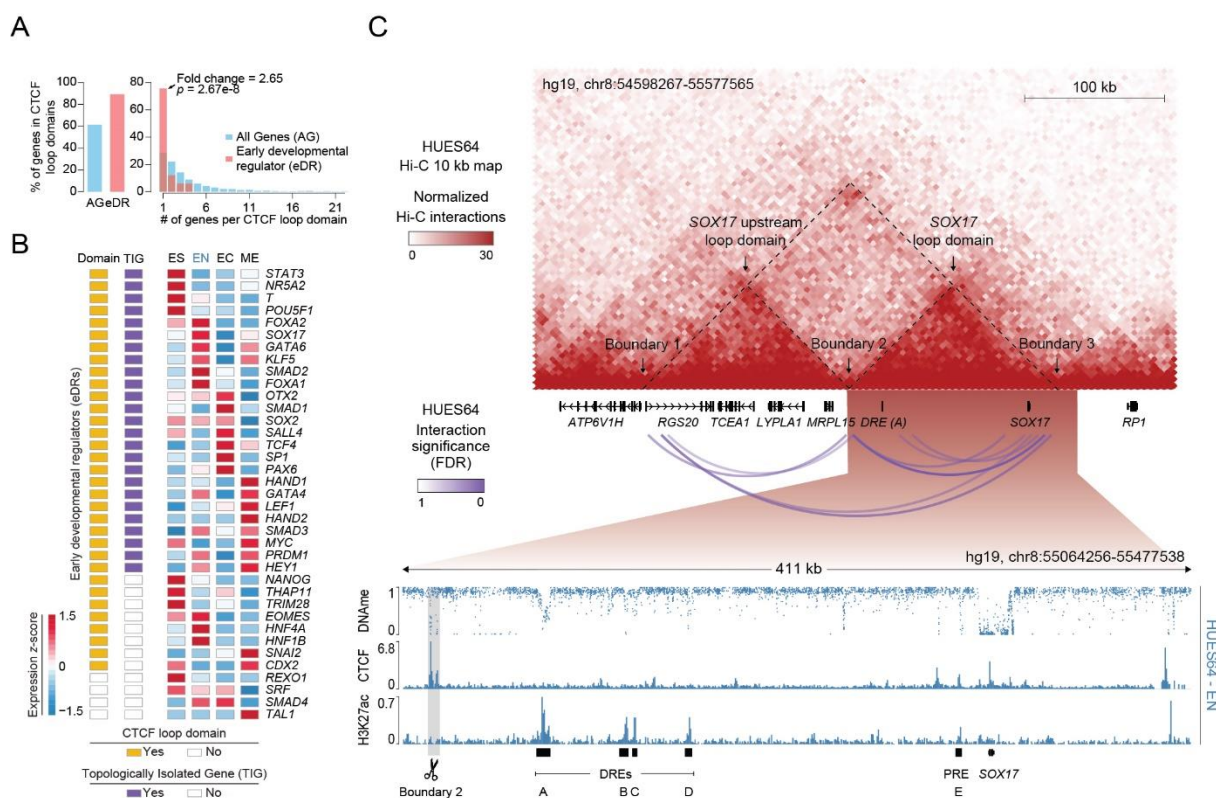 A
% of genes in CTCF
loop domains
100
80
60
40
20
0
AG eDR
100
80
60
40
20
0
Fold change = 2.65
p = 2.67e-8
All Genes (AG)
Early developmental
regulator (eDR)
1 6 11 21
# of genes per CTCF loop domain
B
Domain TIG ES EN EC ME
Early developmental regulators (eDRs)
STAT3
NR5A2
T
POU5F1
FOXA2
SOX17
GATA6
KLF5
SMAD2
FOXA1
OTX2
SMAD1
SOX2
SALL4
TCF4
SP1
PAX6
HAND1
GATA4
LEF1
HAND2
SMAD3
MYC
PRDM1
HEY1
NANOG
THAP11
TRIM28
EOMES
HNF4A
HNF1B
SNAI2
CDX2
REXO1
SRF
SMAD4
TAL1
Expression z-score
1.5
0
−1.5
CTCF loop domain
Yes No
Topologically Isolated Gene (TIG)
Yes No
C
hg19, chr8:54598267-55577565
100 kb
HUES64
Hi-C 10 kb map
Normalized
Hi-C interactions
0 30
SOX17 upstream
loop domain
SOX17
loop domain
Boundary 1
Boundary 2
Boundary 3
ATP6V1H RGS20 TCEA1 LYPLA1 MRPL15 DRE (A) SOX17 RP1
HUES64
Interaction
significance
(FDR)
1 0
hg19, chr8:55064256-55477538
411 kb
DNAme
1
0
CTCF
6.8
0
H3K27ac
0.7
0
HUES64 - EN
Boundary 2
DREs
A B C D
PRE
E
SOX17